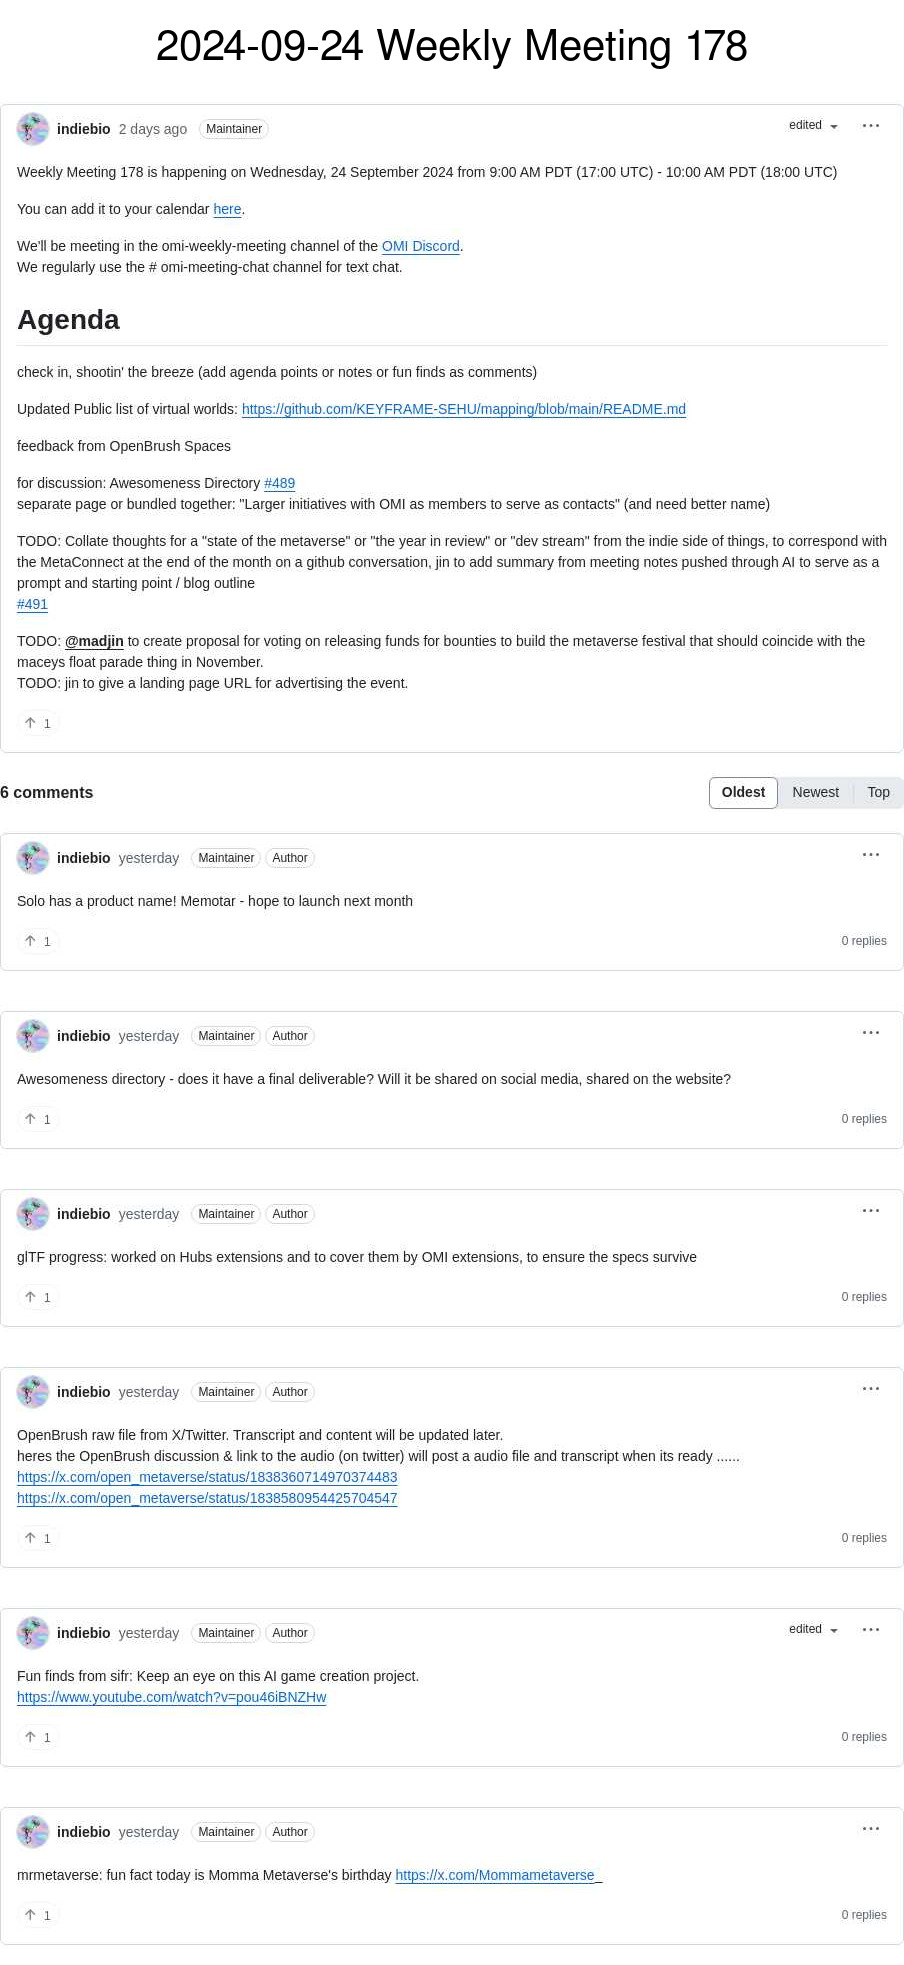 2024-09-24 Weekly Meeting 178
indiebio 2 days ago Maintainer edited
Weekly Meeting 178 is happening on Wednesday, 24 September 2024 from 9:00 AM PDT (17:00 UTC) - 10:00 AM PDT (18:00 UTC)
You can add it to your calendar here.
We'll be meeting in the omi-weekly-meeting channel of the OMI Discord.
We regularly use the # omi-meeting-chat channel for text chat.
Agenda
check in, shootin' the breeze (add agenda points or notes or fun finds as comments)
Updated Public list of virtual worlds: https://github.com/KEYFRAME-SEHU/mapping/blob/main/README.md
feedback from OpenBrush Spaces
for discussion: Awesomeness Directory #489
separate page or bundled together: "Larger initiatives with OMI as members to serve as contacts" (and need better name)
TODO: Collate thoughts for a "state of the metaverse" or "the year in review" or "dev stream" from the indie side of things, to correspond with
the MetaConnect at the end of the month on a github conversation, jin to add summary from meeting notes pushed through AI to serve as a
prompt and starting point / blog outline
#491
TODO: @madjin to create proposal for voting on releasing funds for bounties to build the metaverse festival that should coincide with the
maceys float parade thing in November.
TODO: jin to give a landing page URL for advertising the event.
1
6 comments Oldest Newest Top
indiebio yesterday Maintainer Author
Solo has a product name! Memotar - hope to launch next month
1 0 replies
indiebio yesterday Maintainer Author
Awesomeness directory - does it have a final deliverable? Will it be shared on social media, shared on the website?
1 0 replies
indiebio yesterday Maintainer Author
glTF progress: worked on Hubs extensions and to cover them by OMI extensions, to ensure the specs survive
1 0 replies
indiebio yesterday Maintainer Author
OpenBrush raw file from X/Twitter. Transcript and content will be updated later.
heres the OpenBrush discussion & link to the audio (on twitter) will post a audio file and transcript when its ready ......
https://x.com/open_metaverse/status/1838360714970374483
https://x.com/open_metaverse/status/1838580954425704547
1 0 replies
indiebio yesterday Maintainer Author edited
Fun finds from sifr: Keep an eye on this AI game creation project.
https://www.youtube.com/watch?v=pou46iBNZHw
1 0 replies
indiebio yesterday Maintainer Author
mrmetaverse: fun fact today is Momma Metaverse's birthday https://x.com/Mommametaverse_
1 0 replies